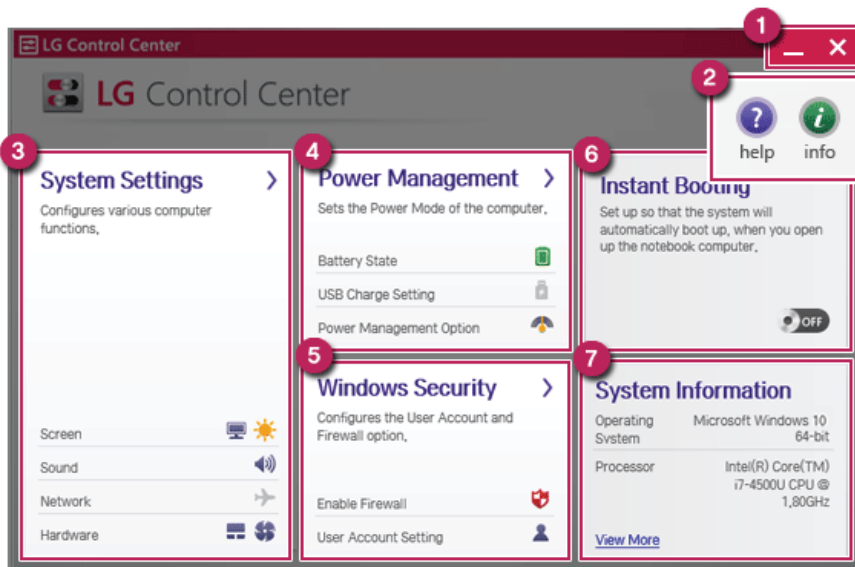 LG Control Center
1
2
LG Control Center
help
info
3
System Settings
Configures various computer
functions.
Screen
Sound
Network
Hardware
4
Power Management
Sets the Power Mode of the computer.
Battery State
USB Charge Setting
Power Management Option
5
Windows Security
Configures the User Account and
Firewall option.
Enable Firewall
User Account Setting
6
Instant Booting
Set up so that the system will
automatically boot up, when you open
up the notebook computer.
OFF
7
System Information
Operating
System
Microsoft Windows 10
64-bit
Processor
Intel(R) Core(TM)
i7-4500U CPU @
1.80GHz
View More